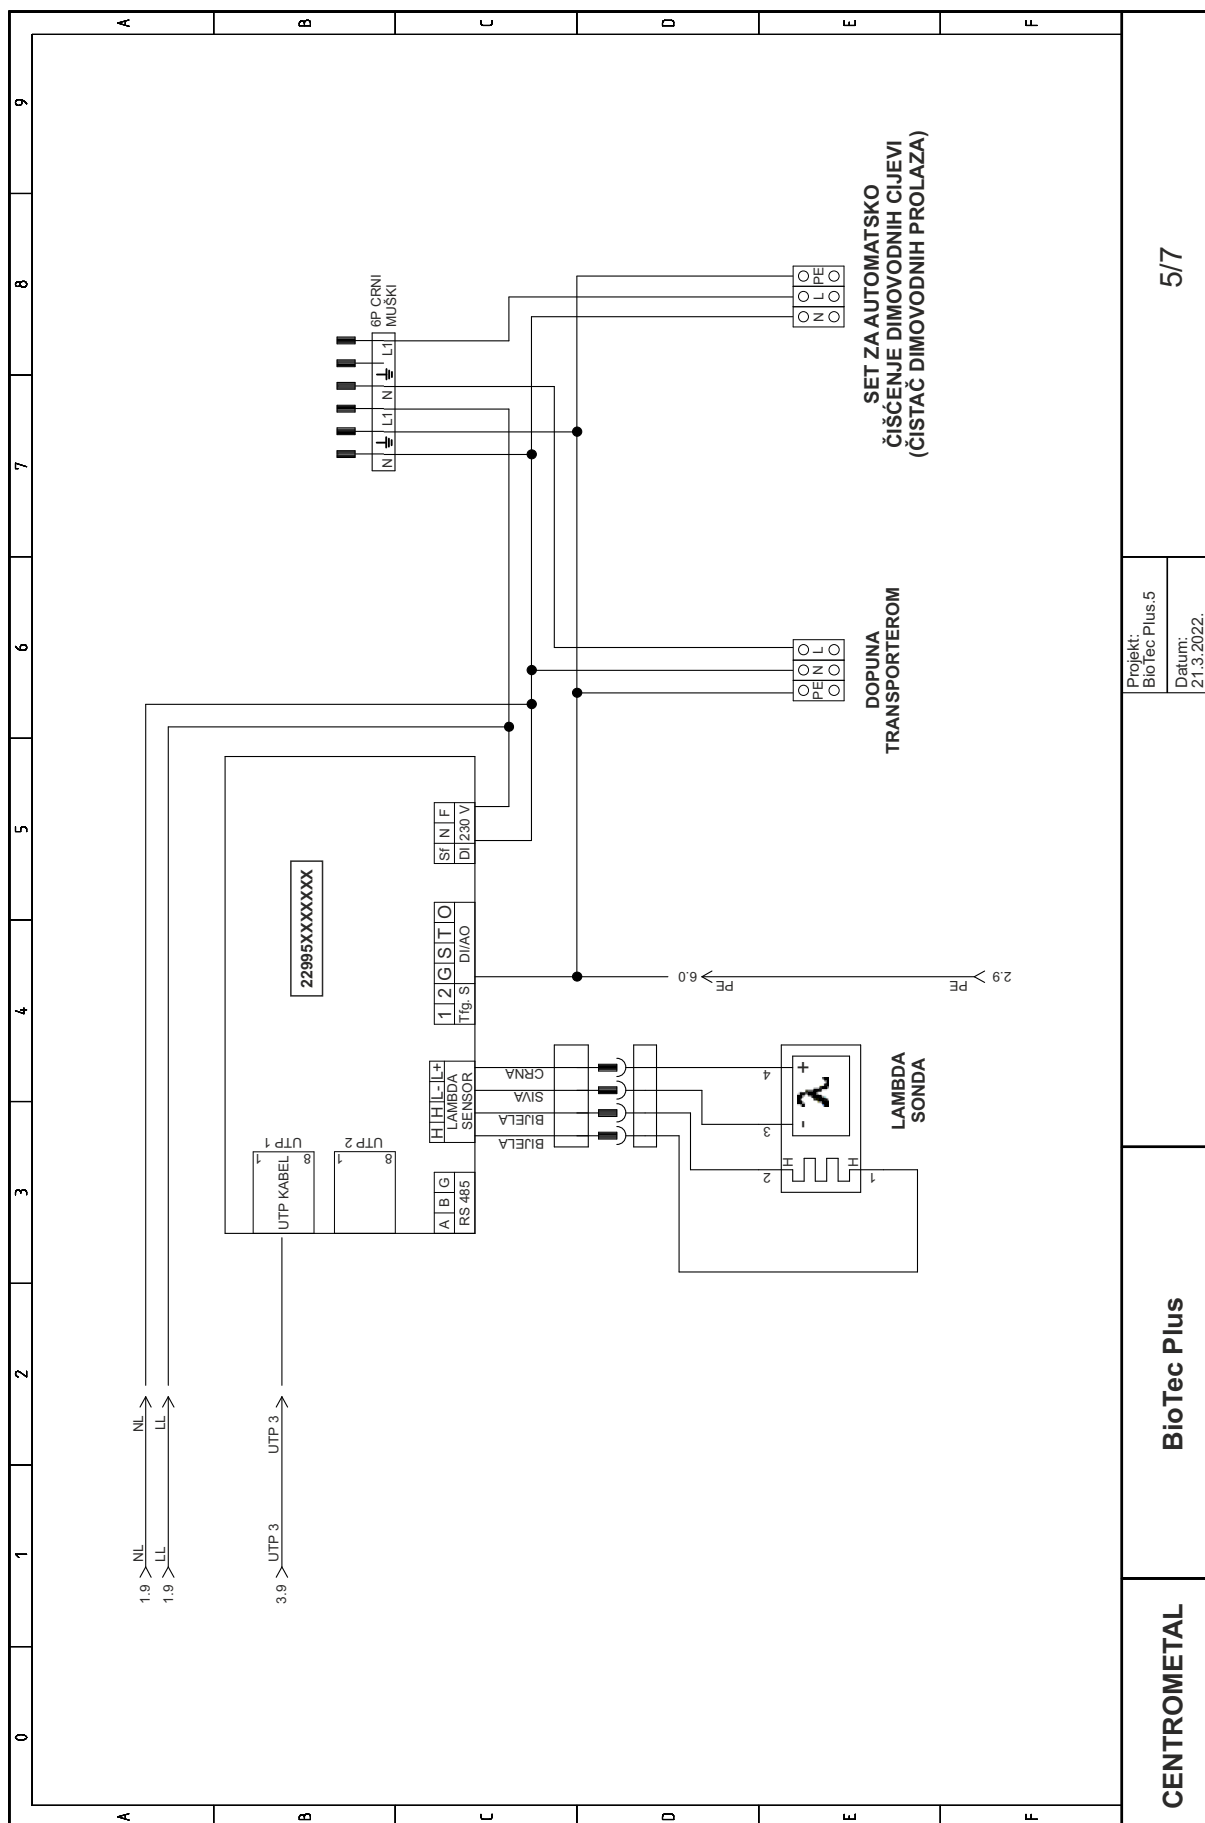 0 1 2 3 4 5 6 7 8 9
A
B
C
D
E
F
1.9 NL NL
1.9 LL LL
3.9 UTP 3 UTP 3
UTP KABEL
1 8
UTP 1
1 8
UTP 2
22995XXXXXXX
A B G
RS 485
H H L- L+
LAMBDA
SENSOR
1 2 G S T O
Tfg. S DI/AO
Sf N F
DI 230 V
BIJELA
BIJELA
SIVA
CRNA
6P CRNI
MUŠKI
N L1 N L1
6.0
PE
PE
2.9
1 2 3 4
H H
- +
λ
LAMBDA
SONDA
PE N L
DOPUNA
TRANSPORTEROM
N L PE
SET ZA AUTOMATSKO
ČIŠĆENJE DIMOVODNIH CIJEVI
(ČISTAČ DIMOVODNIH PROLAZA)
A
B
C
D
E
F
CENTROMETAL
BioTec Plus
Projekt:
BioTec Plus.5
Datum:
21.3.2022.
5/7